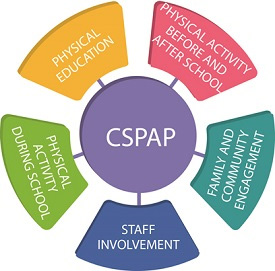 PHYSICAL
EDUCATION
PHYSICAL ACTIVITY
BEFORE AND
AFTER SCHOOL
CSPAP
PHYSICAL
ACTIVITY
DURING SCHOOL
FAMILY AND
COMMUNITY
ENGAGEMENT
STAFF
INVOLVEMENT